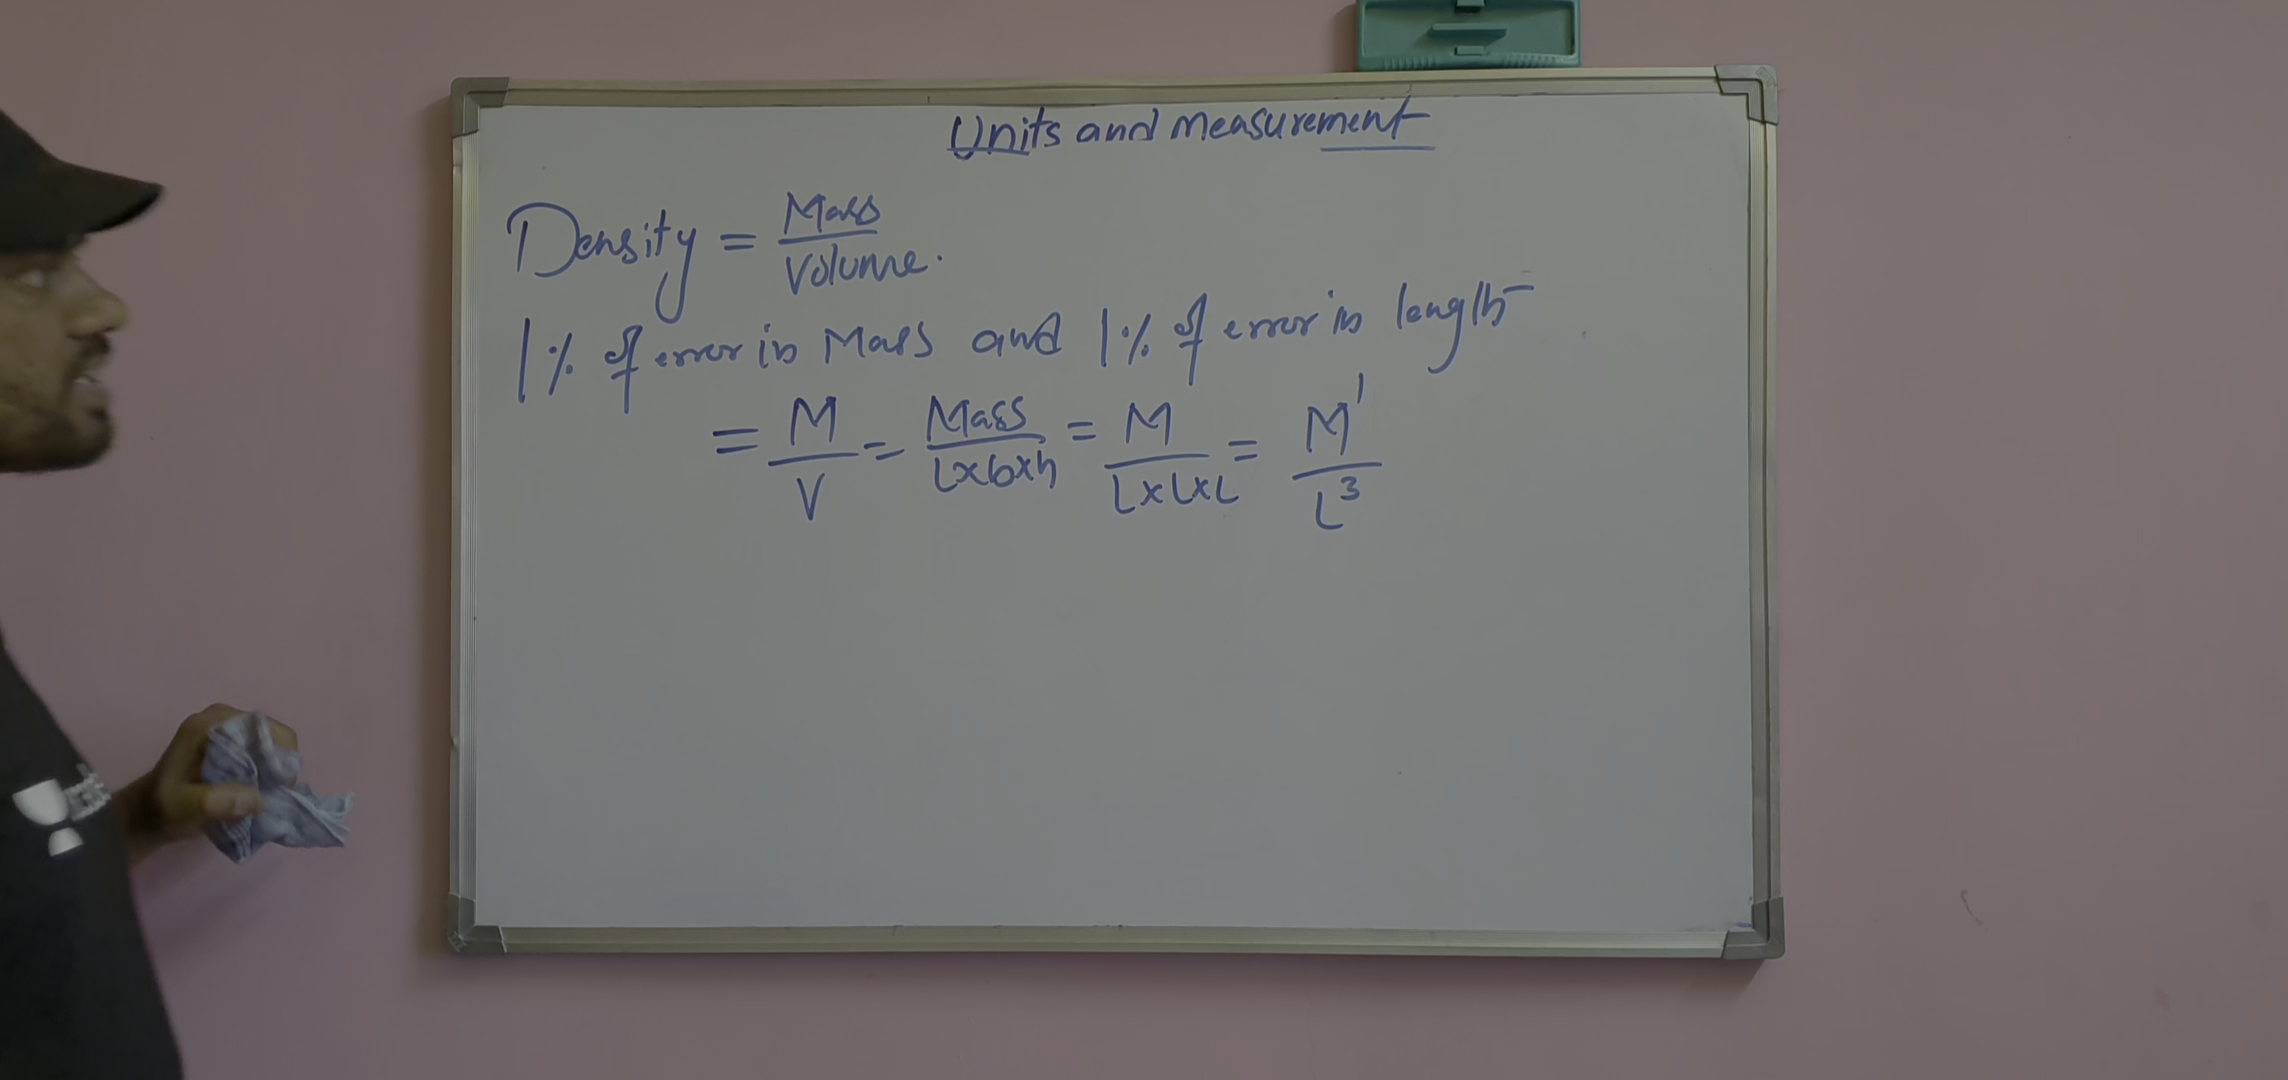 Units and measurement
Density = Mass / Volume.
1% of error in Mass and 1% of error in length
= M / V = Mass / L×b×h = M / L×L×L = M¹ / L³